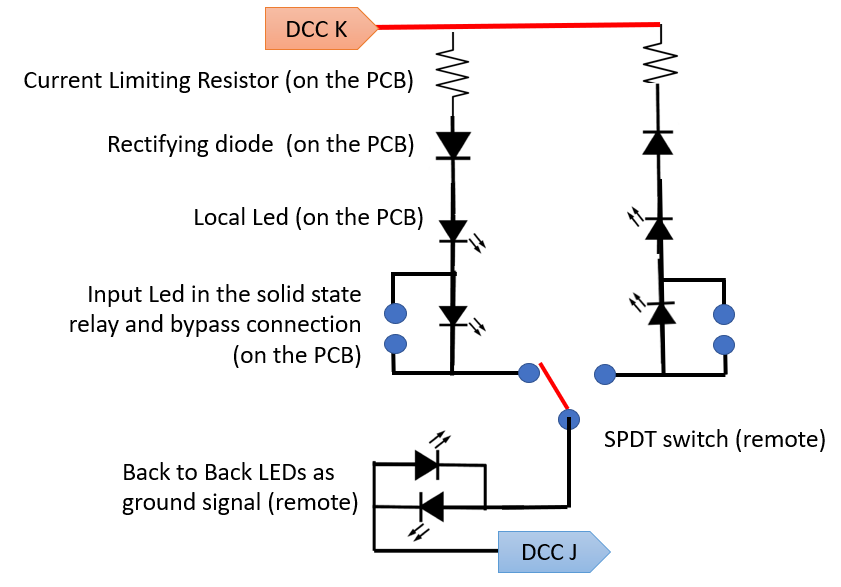 DCC K
Current Limiting Resistor (on the PCB)
Rectifying diode  (on the PCB)
Local Led (on the PCB)
Input Led in the solid state
relay and bypass connection
(on the PCB)
SPDT switch (remote)
Back to Back LEDs as
ground signal (remote)
DCC J